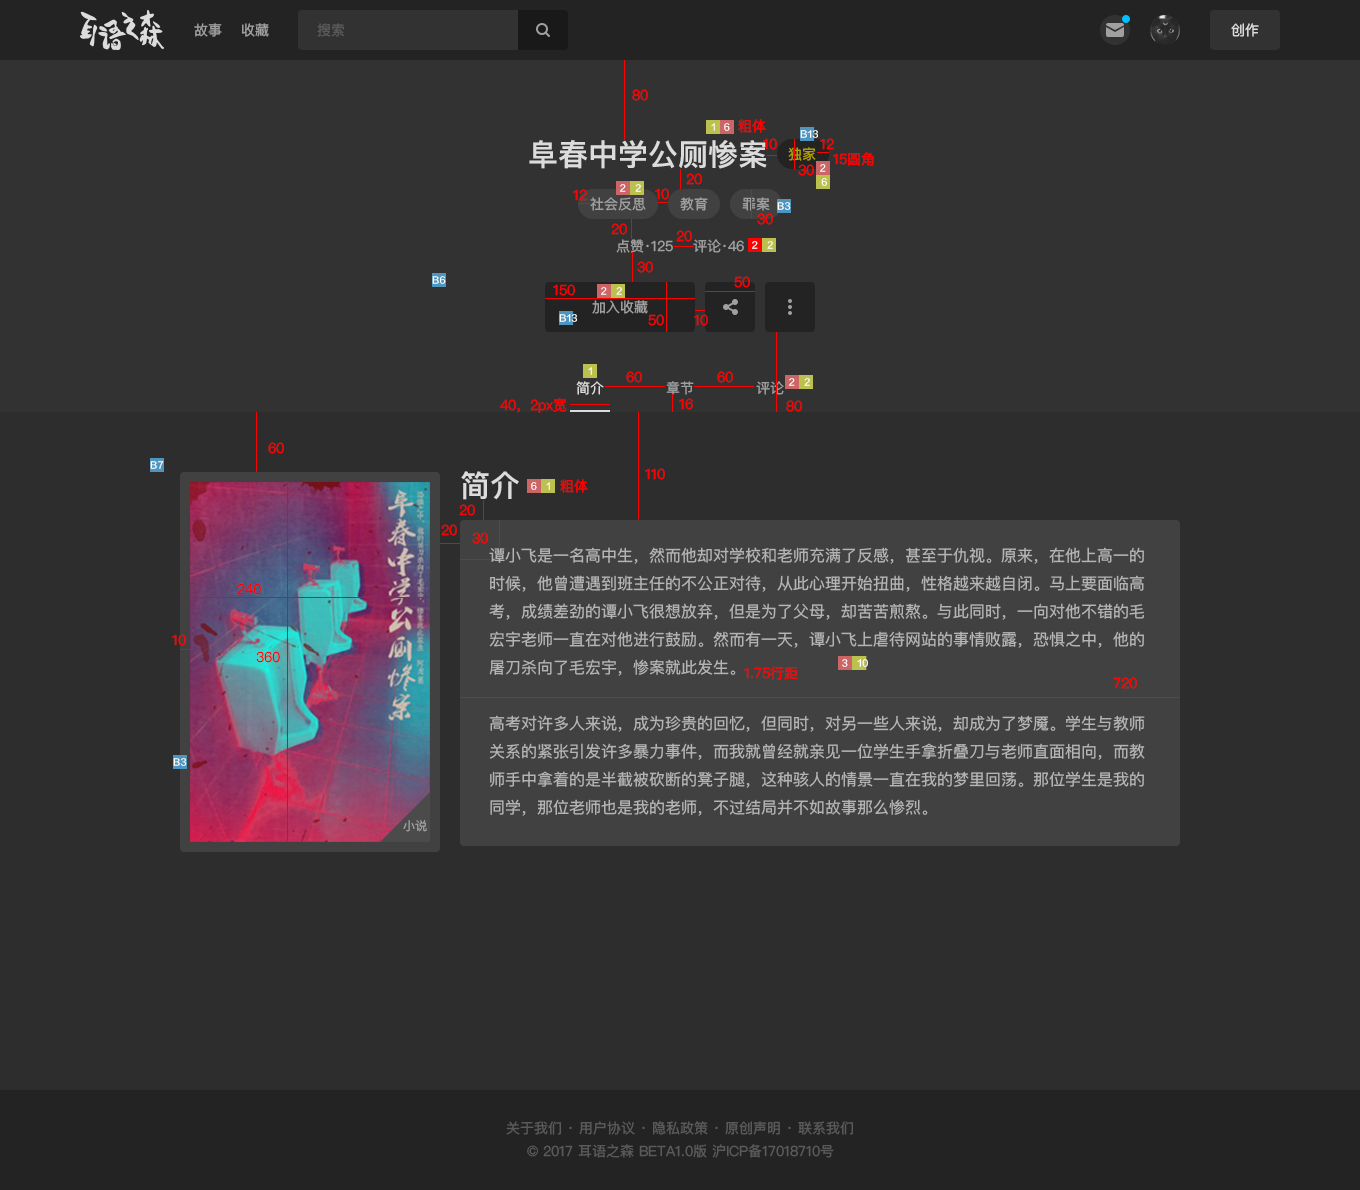 耳语之森 故事 收藏 搜索 创作
80
1 6 粗体
B13
阜春中学公厕惨案 10 独家 12
15圆角
30 2
6
20
2 2
12 社会反思 10 教育 罪案 B3
30
20
点赞·125 20 评论·46 2 2
30
B6
50
150 2 2
加入收藏
B13 50 10
1
60 60
简介 章节 评论 2 2
40，2px宽 16 80
60
B7
110
简介 6 1 粗体
20
20 30
谭小飞是一名高中生，然而他却对学校和老师充满了反感，甚至于仇视。原来，在他上高一的
时候，他曾遭遇到班主任的不公正对待，从此心理开始扭曲，性格越来越自闭。马上要面临高
考，成绩差劲的谭小飞很想放弃，但是为了父母，却苦苦煎熬。与此同时，一向对他不错的毛
宏宇老师一直在对他进行鼓励。然而有一天，谭小飞上虐待网站的事情败露，恐惧之中，他的
屠刀杀向了毛宏宇，惨案就此发生。
1.75行距 3 10
720
高考对许多人来说，成为珍贵的回忆，但同时，对另一些人来说，却成为了梦魇。学生与教师
关系的紧张引发许多暴力事件，而我就曾经就亲见一位学生手拿折叠刀与老师直面相向，而教
师手中拿着的是半截被砍断的凳子腿，这种骇人的情景一直在我的梦里回荡。那位学生是我的
同学，那位老师也是我的老师，不过结局并不如故事那么惨烈。
阜春中学公厕惨案
240
10
360
B3
小说
关于我们 · 用户协议 · 隐私政策 · 原创声明 · 联系我们
© 2017 耳语之森 BETA1.0版 沪ICP备17018710号